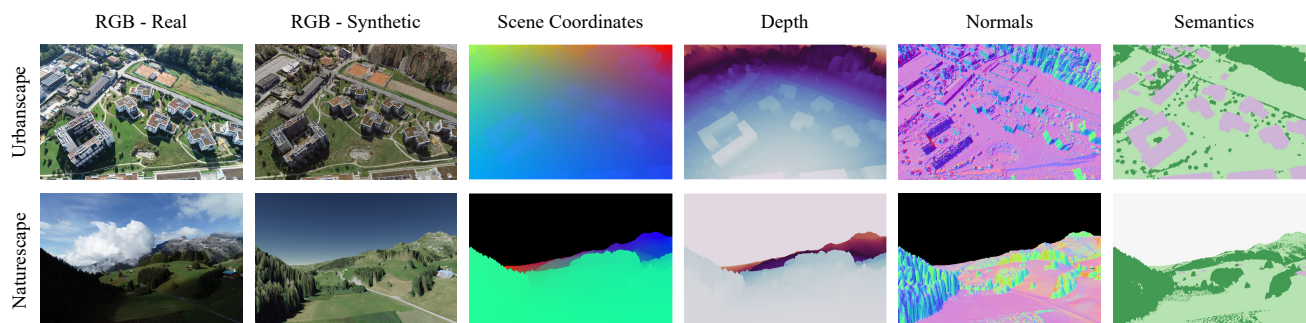 RGB - Real
RGB - Synthetic
Scene Coordinates
Depth
Normals
Semantics
Urbanscape
Naturescape